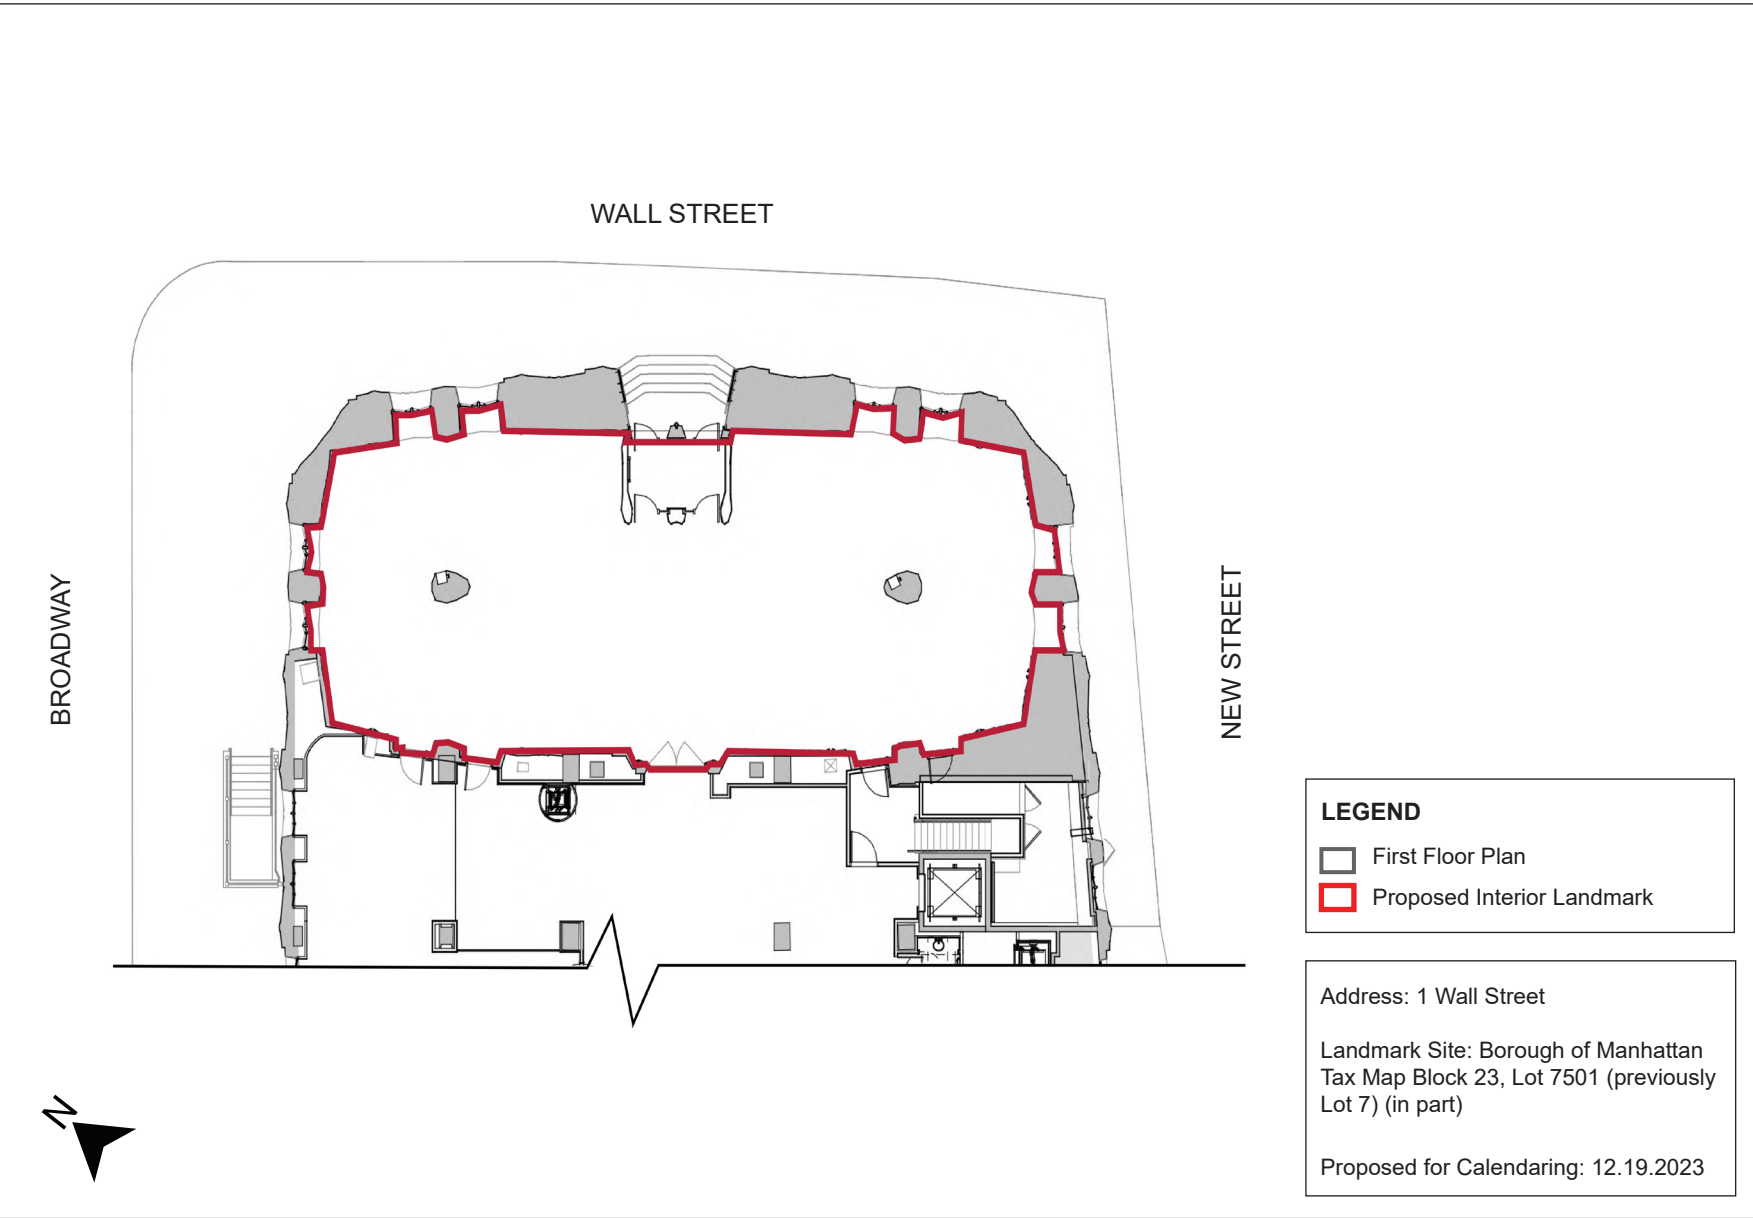 WALL STREET
BROADWAY
NEW STREET
LEGEND
First Floor Plan
Proposed Interior Landmark
Address: 1 Wall Street
Landmark Site: Borough of Manhattan
Tax Map Block 23, Lot 7501 (previously
Lot 7) (in part)
Proposed for Calendaring: 12.19.2023
N